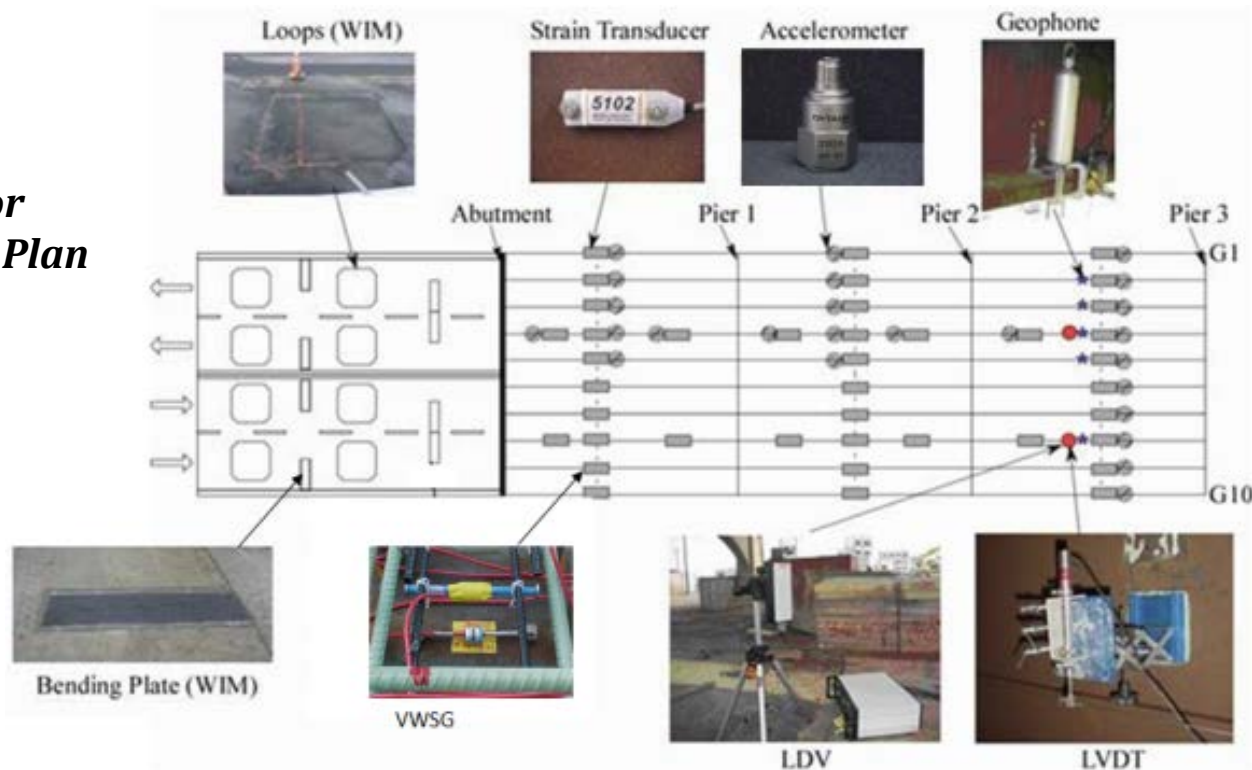 Loops (WIM)
Strain Transducer
Accelerometer
Geophone
5102
or
Plan
Abutment
Pier 1
Pier 2
Pier 3
G1
G10
Bending Plate (WIM)
VWSG
LDV
LVDT